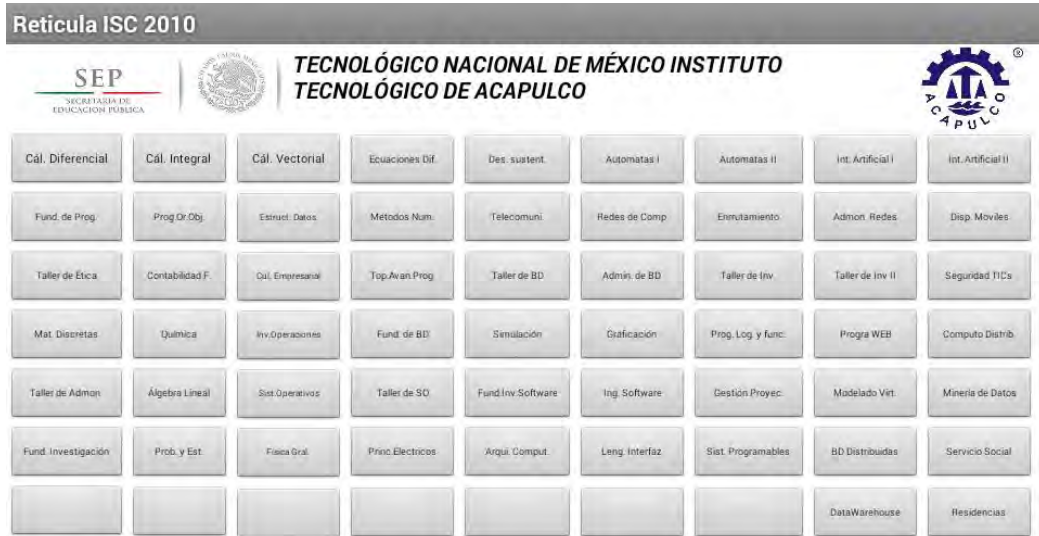 Reticula ISC 2010
SEP
SECRETARÍA DE
EDUCACIÓN PÚBLICA
TECNOLÓGICO NACIONAL DE MÉXICO INSTITUTO
TECNOLÓGICO DE ACAPULCO
®
ITA
ACAPULCO
Cál. Diferencial Cál. Integral Cál. Vectorial Ecuaciones Dif. Des. sustent. Automatas I Automatas II Int. Artificial I Int. Artificial II
Fund. de Prog. Prog.Or.Obj. Estruct. Datos Métodos Num. Telecomuni. Redes de Comp Enrrutamiento Admon. Redes Disp. Moviles
Taller de Ética Contabilidad F. Cul. Empresarial Top.Avan.Prog Taller de BD Admin. de BD Taller de Inv. Taller de Inv II Seguridad TICs
Mat. Discretas Química Inv.Operaciones Fund. de BD Simulación Graficación Prog. Log. y func. Progra WEB Computo Distrib.
Taller de Admon Álgebra Lineal Sist.Operativos Taller de SO Fund.Inv.Software Ing. Software Gestión Proyec. Modelado Virt. Mineria de Datos
Fund. Investigación Prob. y Est. Fisica Gral. Princ.Electricos Arqui. Comput. Leng. Interfaz Sist. Programables BD Distribuidas Servicio Social
DataWarehouse Residencias